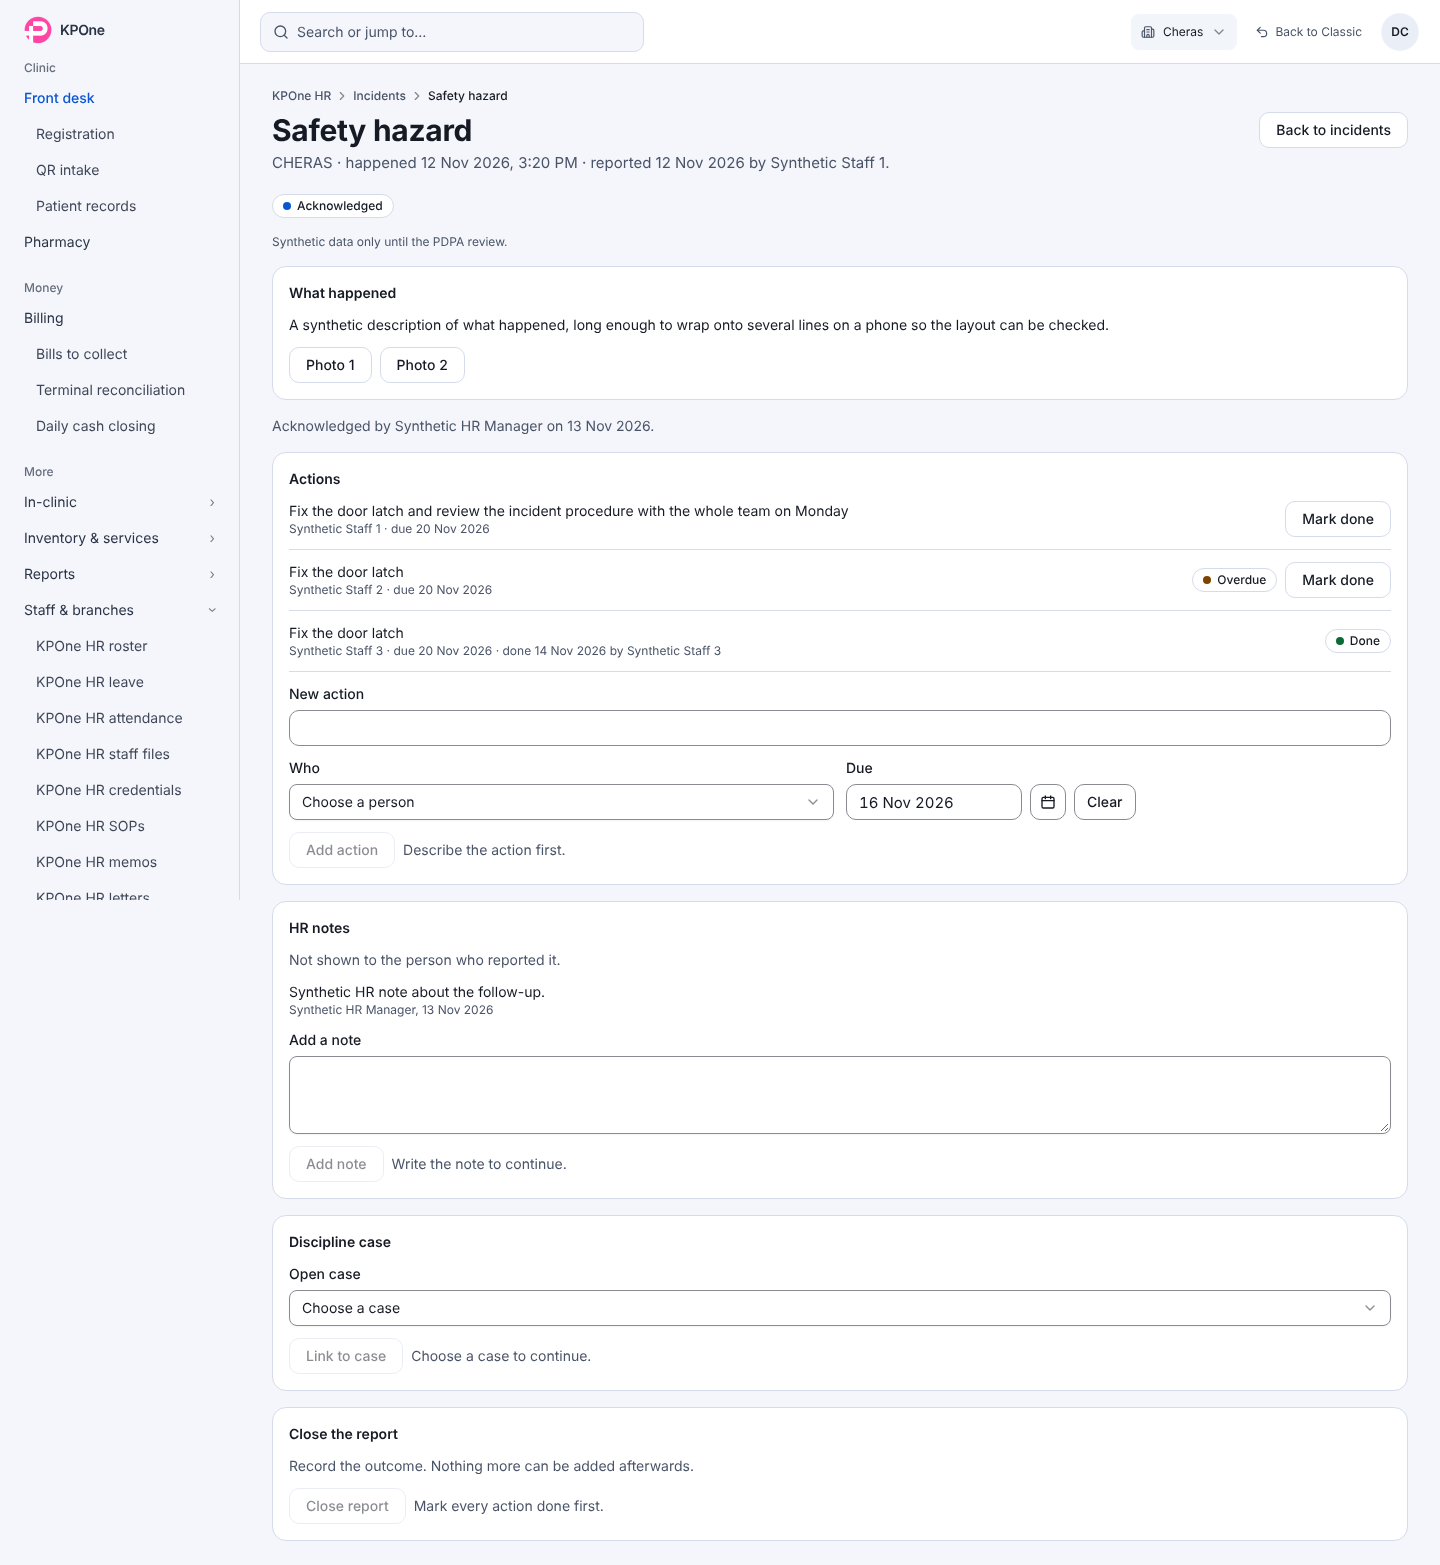 KPOne
Clinic
Front desk
Registration
QR intake
Patient records
Pharmacy
Money
Billing
Bills to collect
Terminal reconciliation
Daily cash closing
More
In-clinic
Inventory & services
Reports
Staff & branches
KPOne HR roster
KPOne HR leave
KPOne HR attendance
KPOne HR staff files
KPOne HR credentials
KPOne HR SOPs
KPOne HR memos
KPOne HR letters
Search or jump to...
Cheras
Back to Classic
DC
KPOne HR > Incidents > Safety hazard
Safety hazard
Back to incidents
CHERAS · happened 12 Nov 2026, 3:20 PM · reported 12 Nov 2026 by Synthetic Staff 1.
Acknowledged
Synthetic data only until the PDPA review.
What happened
A synthetic description of what happened, long enough to wrap onto several lines on a phone so the layout can be checked.
Photo 1
Photo 2
Acknowledged by Synthetic HR Manager on 13 Nov 2026.
Actions
Fix the door latch and review the incident procedure with the whole team on Monday
Synthetic Staff 1 · due 20 Nov 2026
Mark done
Fix the door latch
Synthetic Staff 2 · due 20 Nov 2026
Overdue
Mark done
Fix the door latch
Synthetic Staff 3 · due 20 Nov 2026 · done 14 Nov 2026 by Synthetic Staff 3
Done
New action
Who
Due
Choose a person
16 Nov 2026
Clear
Add action
Describe the action first.
HR notes
Not shown to the person who reported it.
Synthetic HR note about the follow-up.
Synthetic HR Manager, 13 Nov 2026
Add a note
Add note
Write the note to continue.
Discipline case
Open case
Choose a case
Link to case
Choose a case to continue.
Close the report
Record the outcome. Nothing more can be added afterwards.
Close report
Mark every action done first.